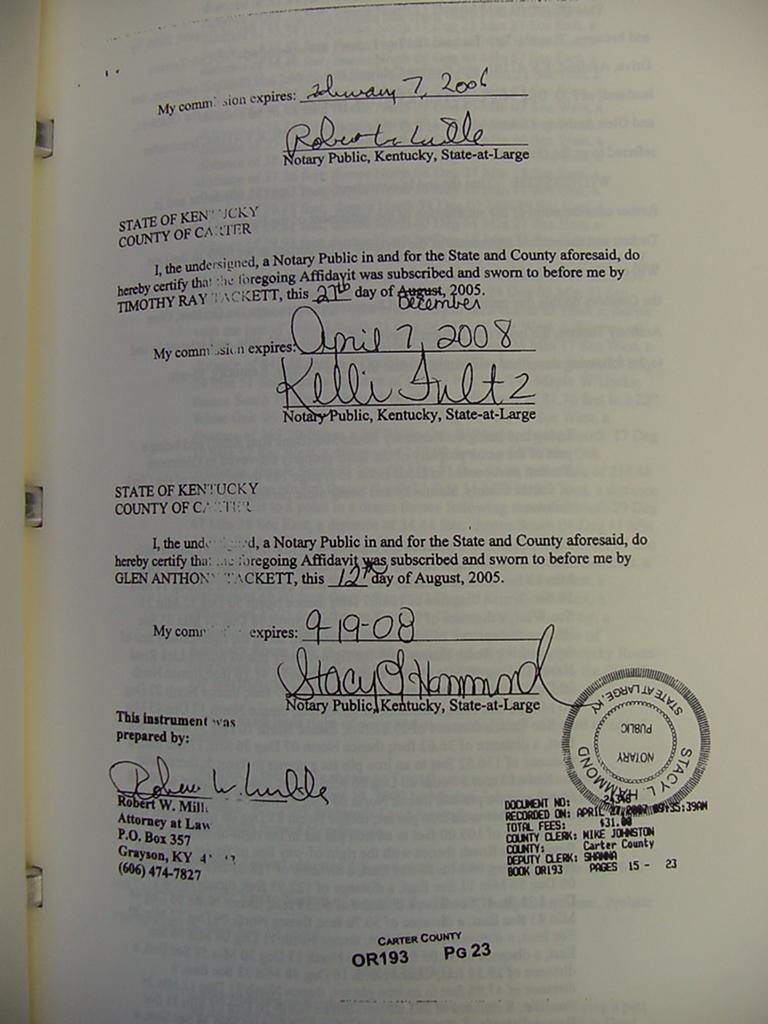 My commission expires: February 7, 2006
Notary Public, Kentucky, State-at-Large
STATE OF KENTUCKY
COUNTY OF CARTER
I, the undersigned, a Notary Public in and for the State and County aforesaid, do
hereby certify that the foregoing Affidavit was subscribed and sworn to before me by
TIMOTHY RAY TACKETT, this 27th day of August, 2005.
December
My commission expires: April 7, 2008
Kelli Fultz
Notary Public, Kentucky, State-at-Large
STATE OF KENTUCKY
COUNTY OF CARTER
I, the undersigned, a Notary Public in and for the State and County aforesaid, do
hereby certify that the foregoing Affidavit was subscribed and sworn to before me by
GLEN ANTHONY TACKETT, this 12th day of August, 2005.
My comm expires: 9-19-08
Stacy L Hammond
Notary Public, Kentucky, State-at-Large
STACY L. HAMMOND
STATE AT LARGE, KY
NOTARY
PUBLIC
This instrument was
prepared by:
Robert W. Mill
Attorney at Law
P.O. Box 357
Grayson, KY
(606) 474-7827
DOCUMENT NO:
RECORDED ON: APRIL 27, 2007 09:35:39AM
TOTAL FEES: $31.00
COUNTY CLERK: MIKE JOHNSTON
COUNTY: Carter County
DEPUTY CLERK: SHANNA
BOOK OR193 PAGES 15 - 23
CARTER COUNTY
OR193 PG 23